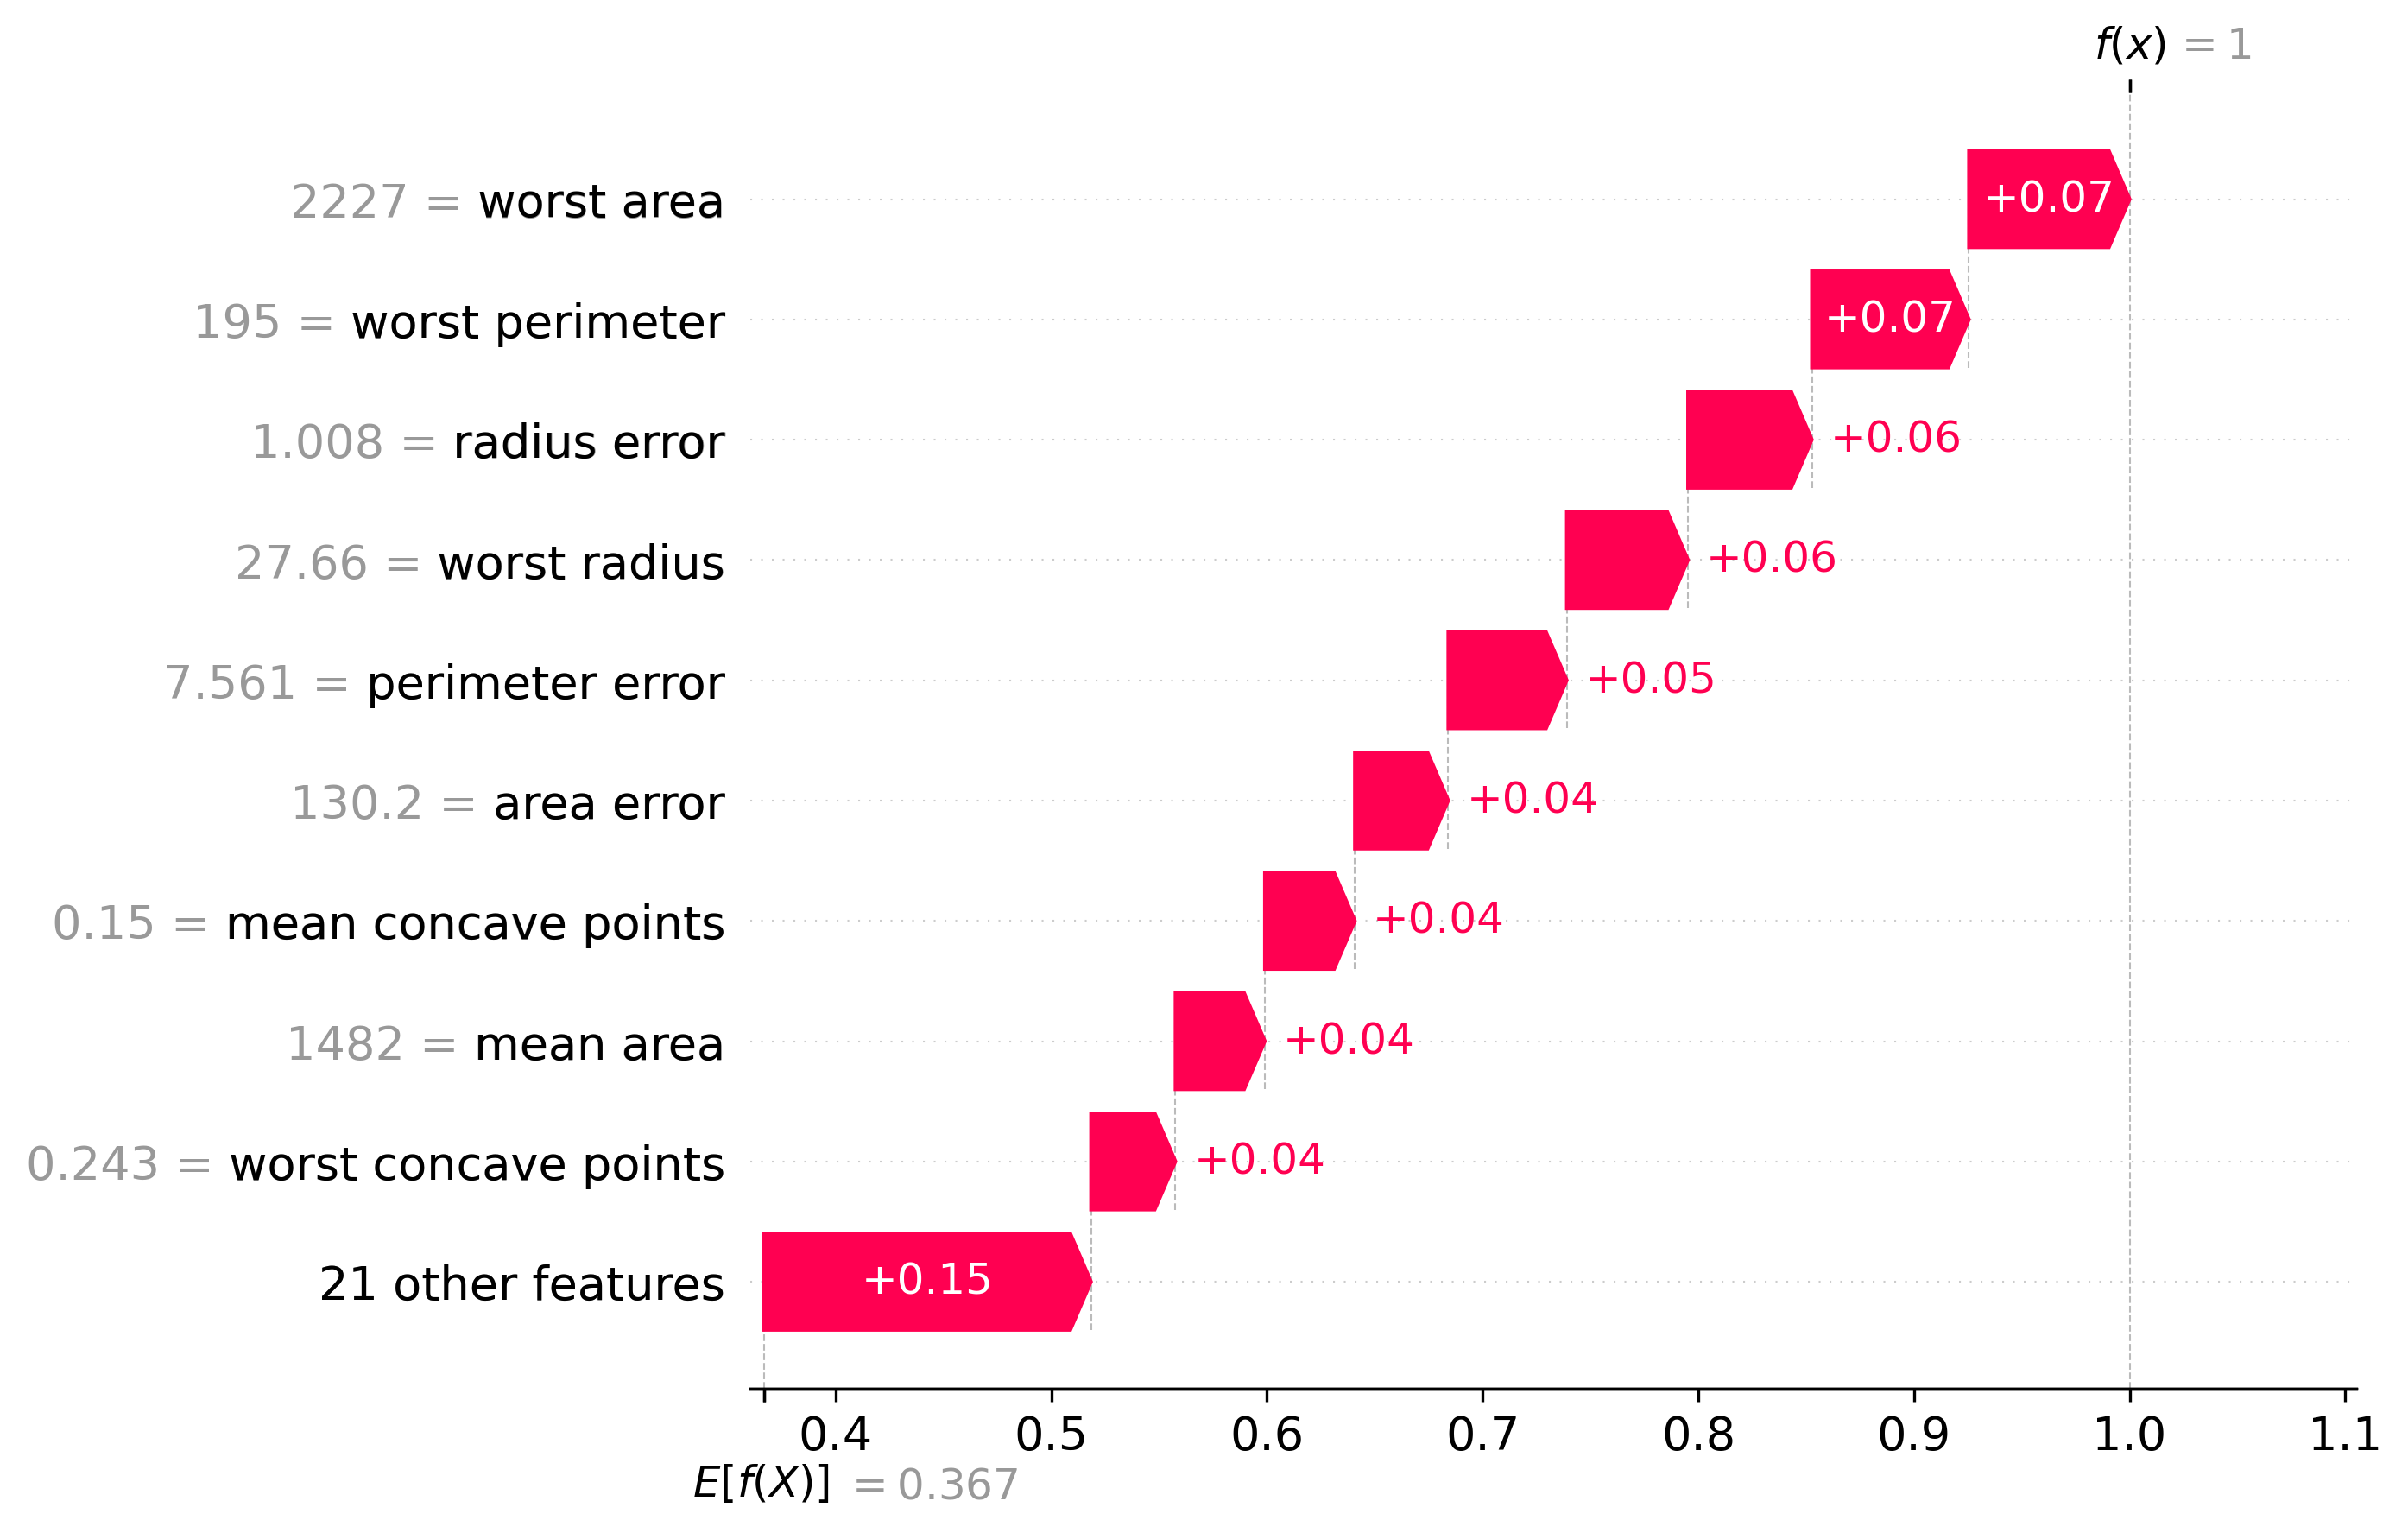 f(x) = 1
2227 = worst area +0.07
195 = worst perimeter +0.07
1.008 = radius error +0.06
27.66 = worst radius +0.06
7.561 = perimeter error +0.05
130.2 = area error +0.04
0.15 = mean concave points +0.04
1482 = mean area +0.04
0.243 = worst concave points +0.04
21 other features +0.15
0.4 0.5 0.6 0.7 0.8 0.9 1.0 1.1
E[f(X)] = 0.367